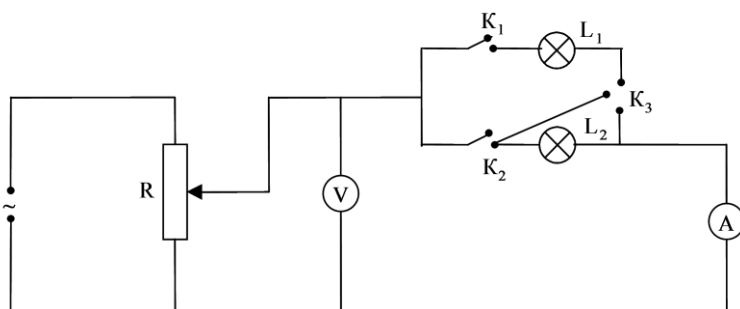 K₁
L₁
K₃
L₂
K₂
R
V
A
~